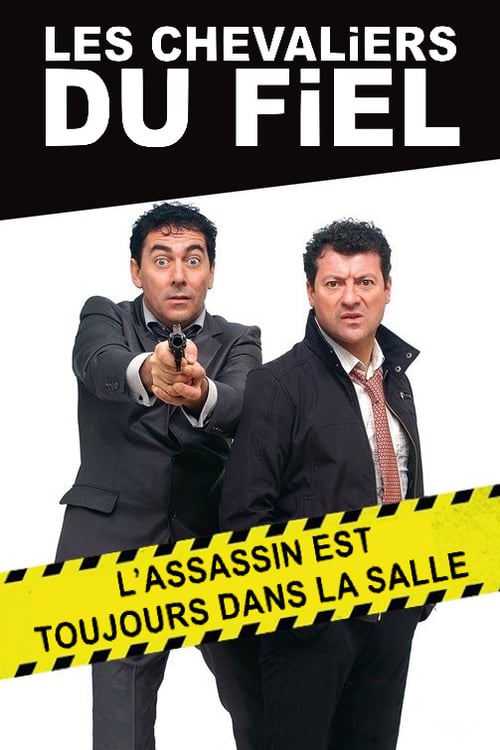 LES CHEVALiERS
DU FiEL
L'ASSASSIN EST
TOUJOURS DANS LA SALLE